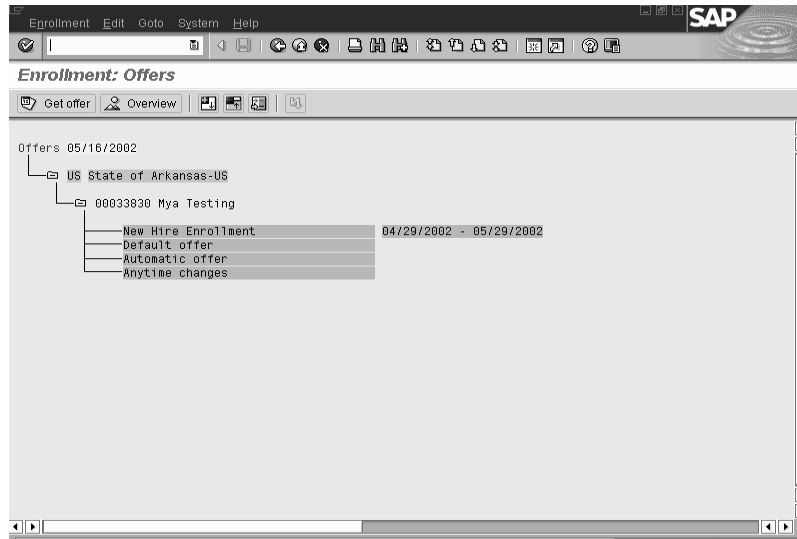 Enrollment Edit Goto System Help
SAP
Enrollment: Offers
Get offer Overview
Offers 05/16/2002
US State of Arkansas-US
00033830 Mya Testing
New Hire Enrollment 04/29/2002 - 05/29/2002
Default offer
Automatic offer
Anytime changes